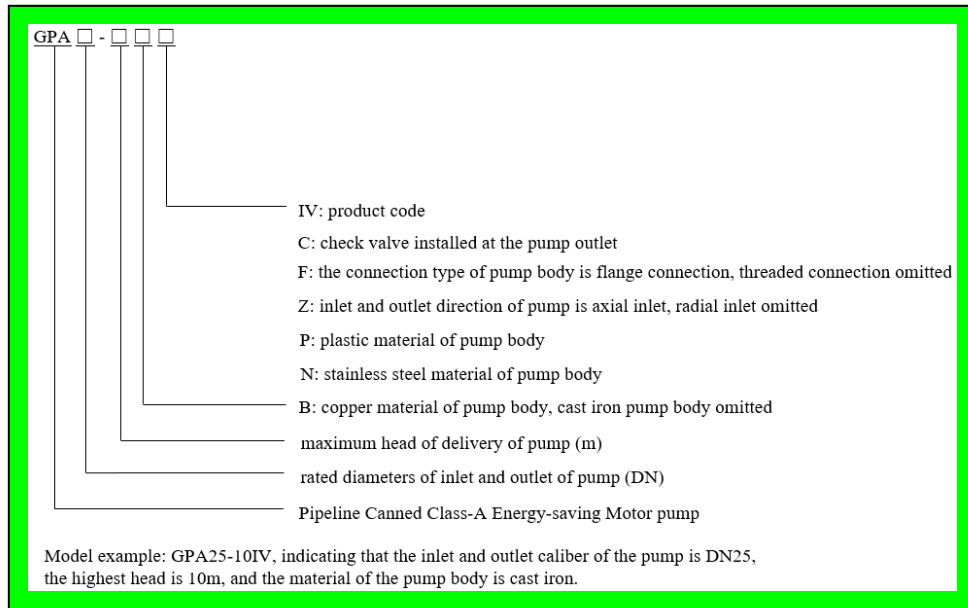 GPA □ - □ □ □
IV: product code
C: check valve installed at the pump outlet
F: the connection type of pump body is flange connection, threaded connection omitted
Z: inlet and outlet direction of pump is axial inlet, radial inlet omitted
P: plastic material of pump body
N: stainless steel material of pump body
B: copper material of pump body, cast iron pump body omitted
maximum head of delivery of pump (m)
rated diameters of inlet and outlet of pump (DN)
Pipeline Canned Class-A Energy-saving Motor pump
Model example: GPA25-10IV, indicating that the inlet and outlet caliber of the pump is DN25,
the highest head is 10m, and the material of the pump body is cast iron.